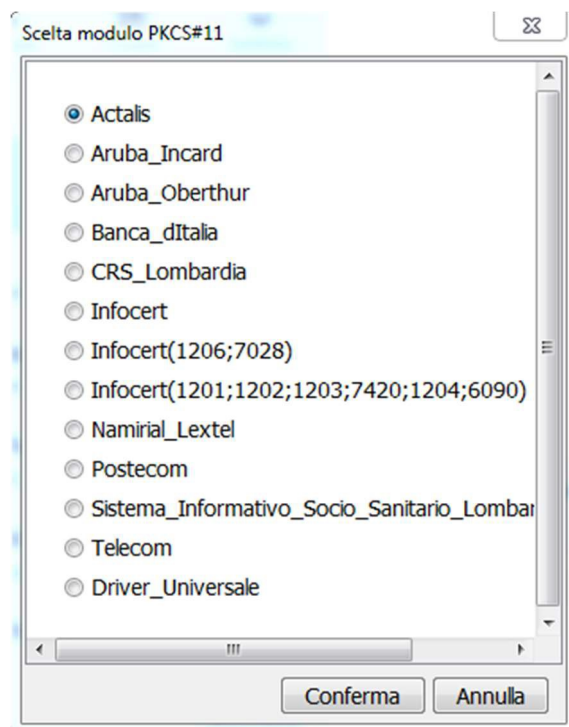 Scelta modulo PKCS#11
Actalis
Aruba_Incard
Aruba_Oberthur
Banca_dItalia
CRS_Lombardia
Infocert
Infocert(1206;7028)
Infocert(1201;1202;1203;7420;1204;6090)
Namirial_Lextel
Postecom
Sistema_Informativo_Socio_Sanitario_Lombar
Telecom
Driver_Universale
Conferma Annulla